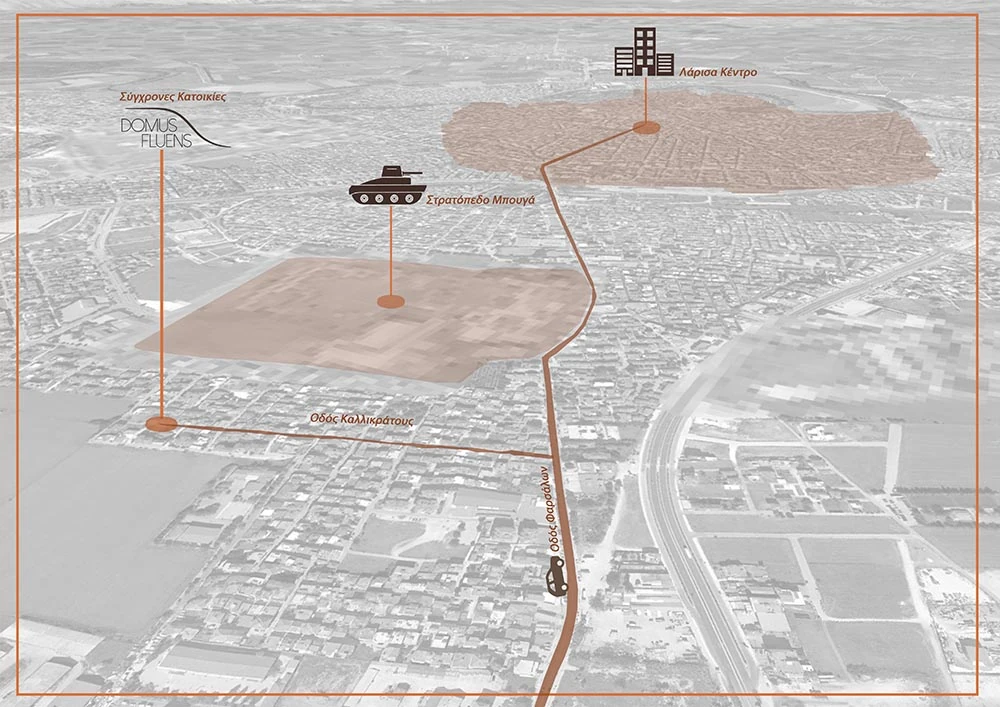 Λάρισα Κέντρο
Σύγχρονες Κατοικίες
DOMUS
FLUENS
Στρατόπεδο Μπουγά
Οδός Καλλικράτους
Οδός Φαρσάλων